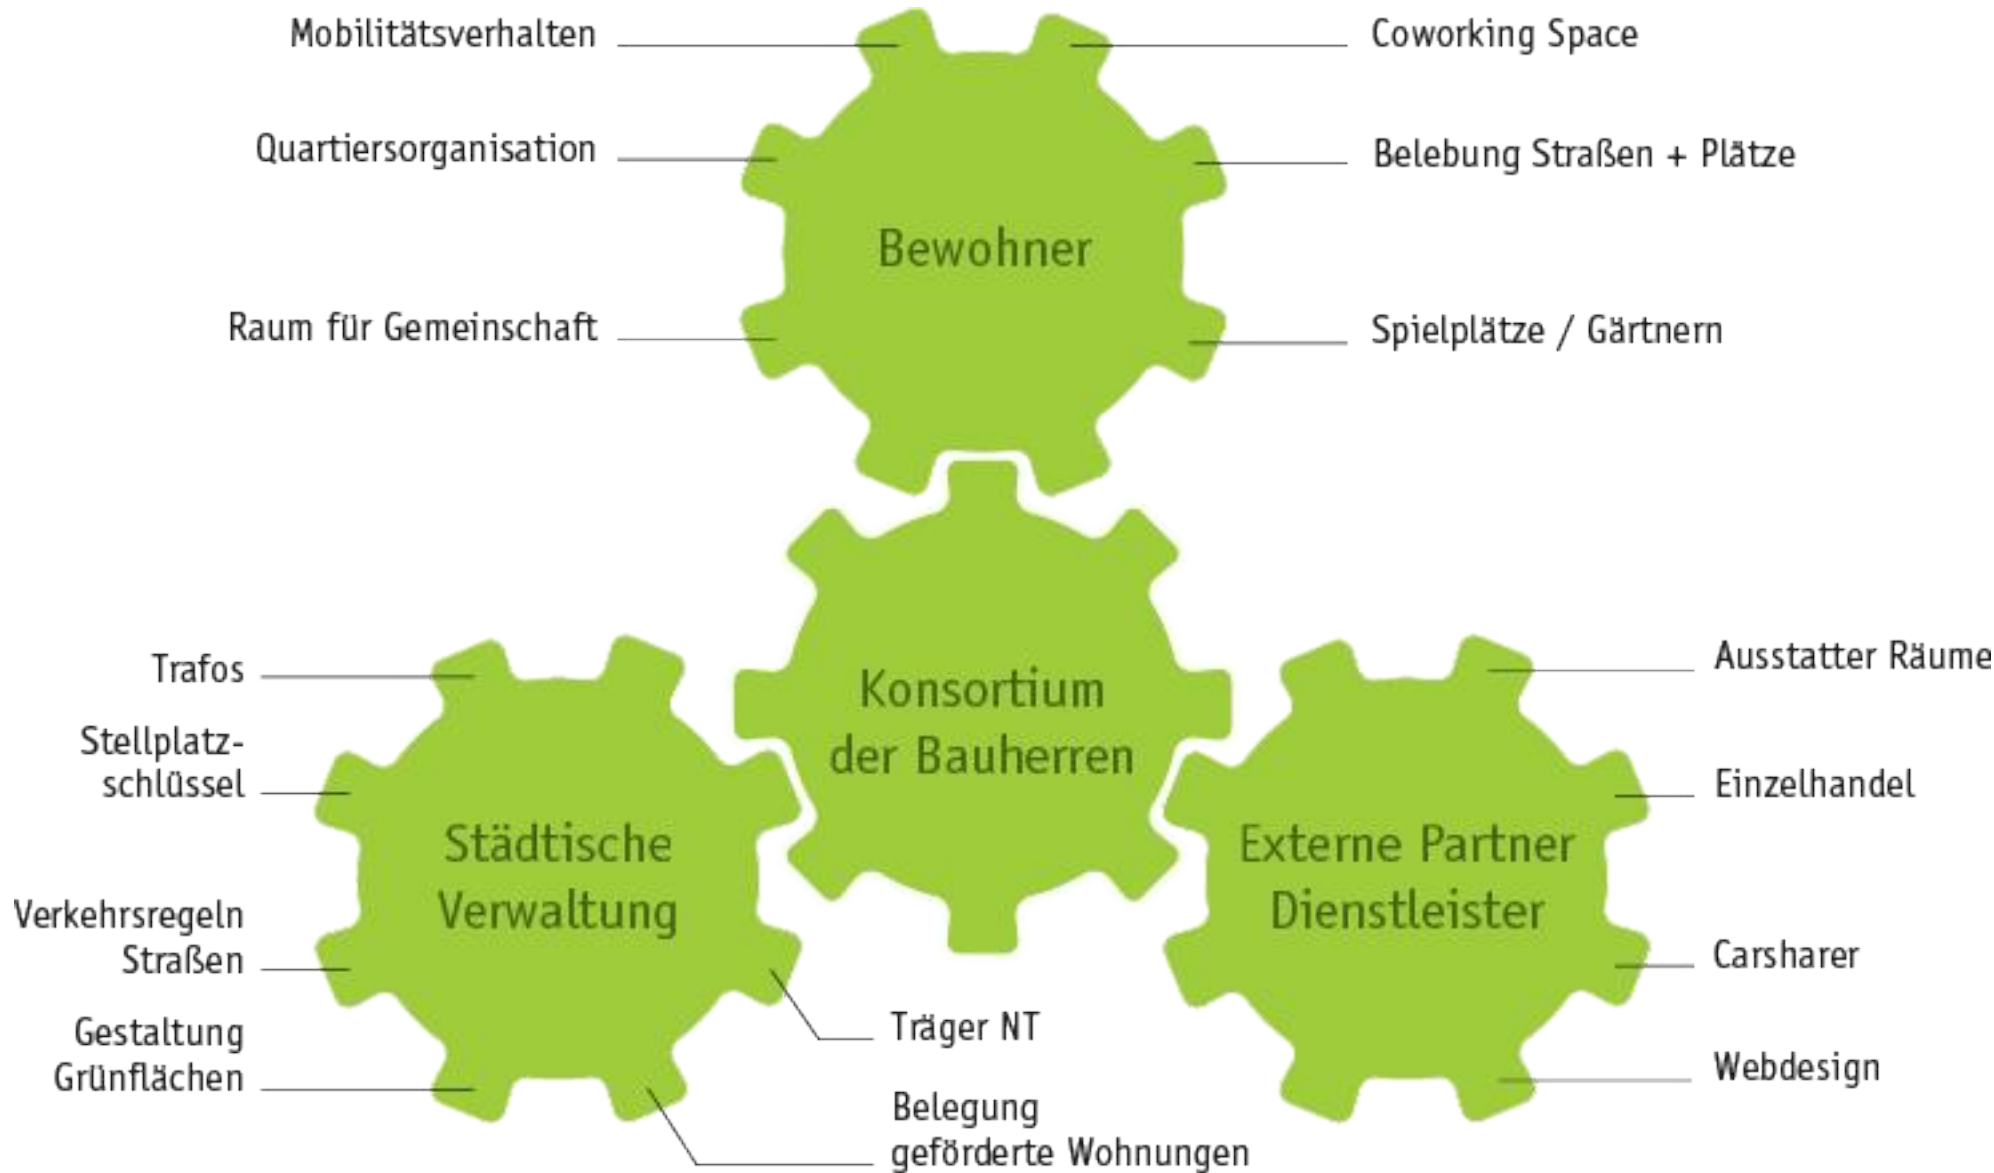 Mobilitätsverhalten
Coworking Space
Quartiersorganisation
Belebung Straßen + Plätze
Bewohner
Raum für Gemeinschaft
Spielplätze / Gärtnern
Konsortium
der Bauherren
Trafos
Stellplatz-
schlüssel
Städtische
Verwaltung
Verkehrsregeln
Straßen
Gestaltung
Grünflächen
Träger NT
Belegung
geförderte Wohnungen
Externe Partner
Dienstleister
Ausstatter Räume
Einzelhandel
Carsharer
Webdesign